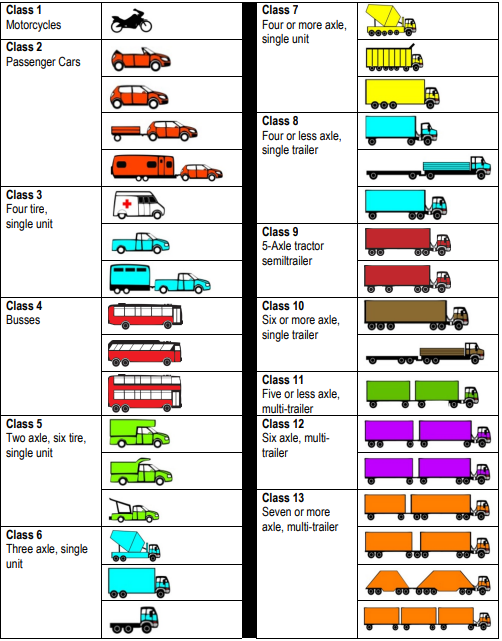 Class 1
Motorcycles
Class 2
Passenger Cars
Class 3
Four tire,
single unit
Class 4
Busses
Class 5
Two axle, six tire,
single unit
Class 6
Three axle, single
unit
Class 7
Four or more axle,
single unit
Class 8
Four or less axle,
single trailer
Class 9
5-Axle tractor
semitrailer
Class 10
Six or more axle,
single trailer
Class 11
Five or less axle,
multi-trailer
Class 12
Six axle, multi-
trailer
Class 13
Seven or more
axle, multi-trailer